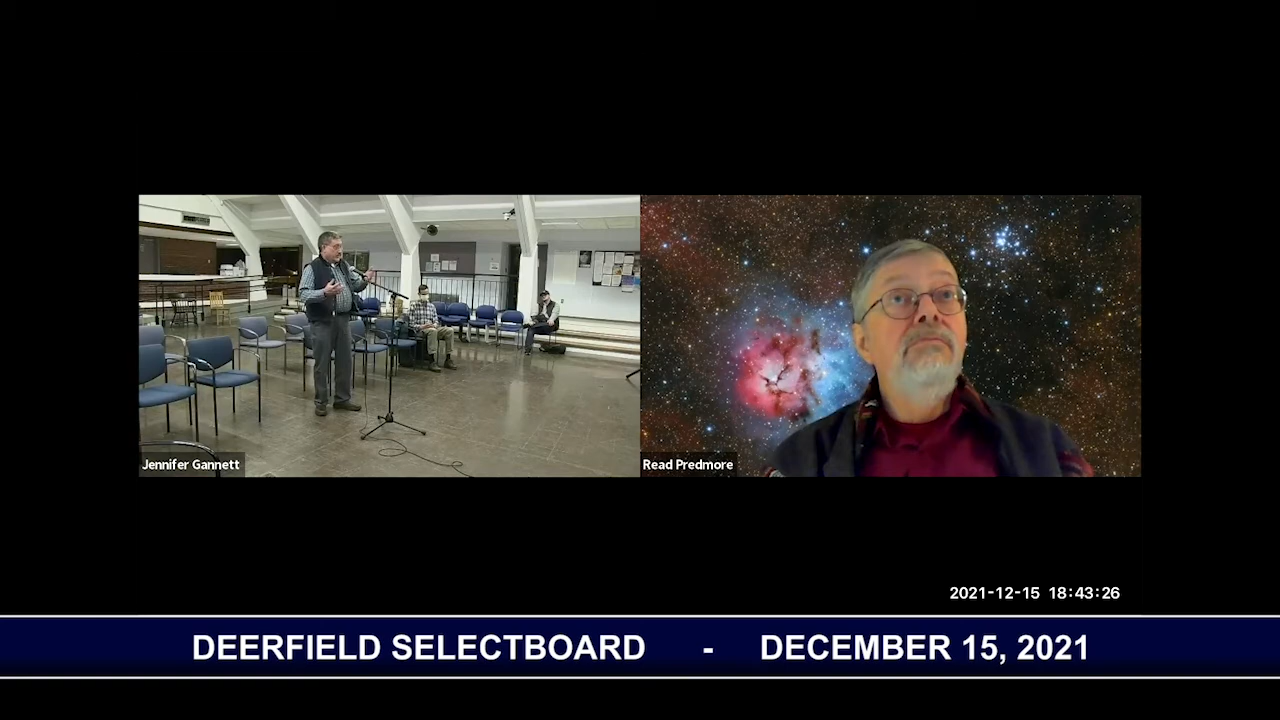 Jennifer Gannett
Read Predmore
2021-12-15 18:43:26
DEERFIELD SELECTBOARD - DECEMBER 15, 2021